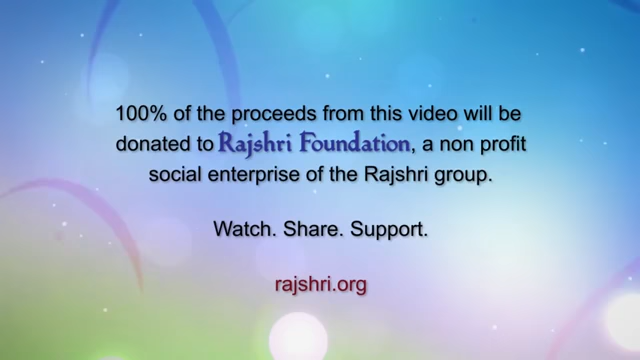 100% of the proceeds from this video will be
donated to Rajshri Foundation, a non profit
social enterprise of the Rajshri group.
Watch. Share. Support.
rajshri.org